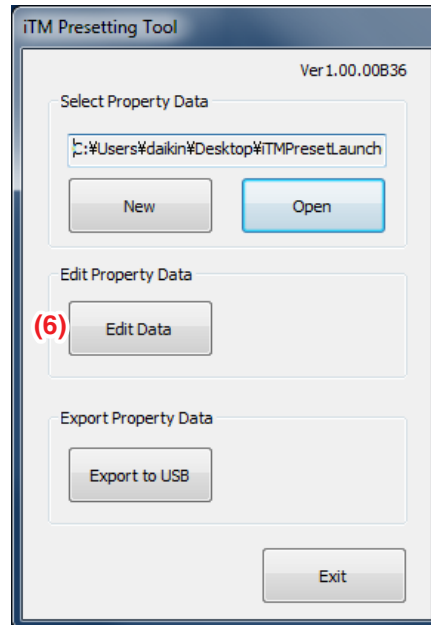 iTM Presetting Tool
Ver1.00.00B36
Select Property Data
C:¥Users¥daikin¥Desktop¥iTMPresetLaunch
New Open
Edit Property Data
(6) Edit Data
Export Property Data
Export to USB
Exit